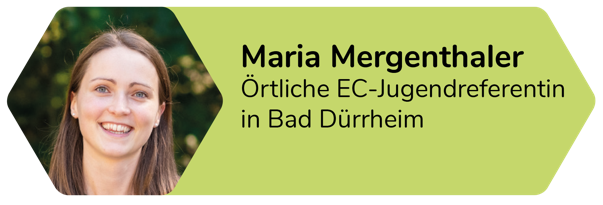 Maria Mergenthaler
Örtliche EC-Jugendreferentin
in Bad Dürrheim